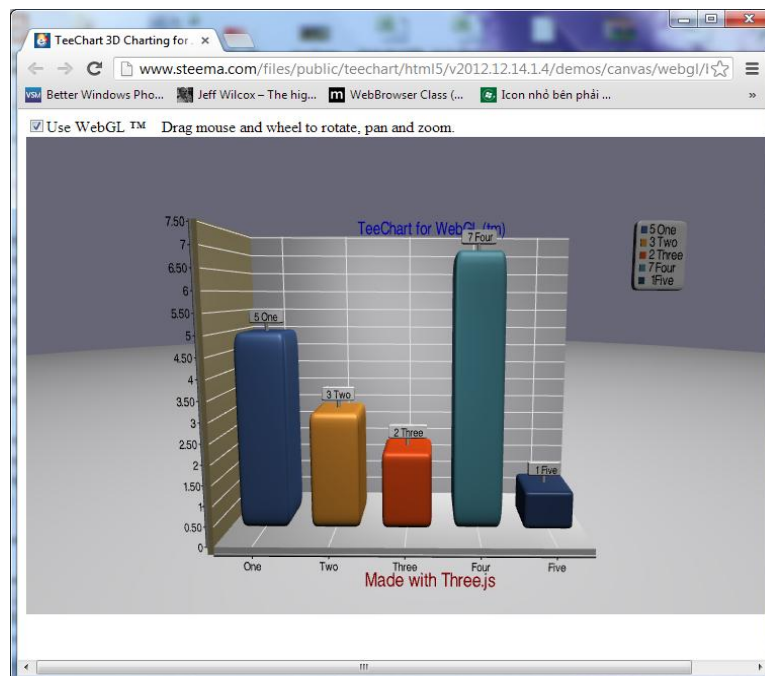 TeeChart 3D Charting for ...
www.steema.com/files/public/teechart/html5/v2012.12.14.1.4/demos/canvas/webgl/
VSM Better Windows Pho... Jeff Wilcox – The hig... m WebBrowser Class (... Icon nhỏ bén phải ... »
Use WebGL ™ Drag mouse and wheel to rotate, pan and zoom.
TeeChart for WebGL (tm)
7.50
7
6.50
6
5.50
5
4.50
4
3.50
3
2.50
2
1.50
1
0.50
0
5 One
3 Two
2 Three
7 Four
1 Five
5 One
3 Two
2 Three
7 Four
1Five
One Two Three Four Five
Made with Three.js